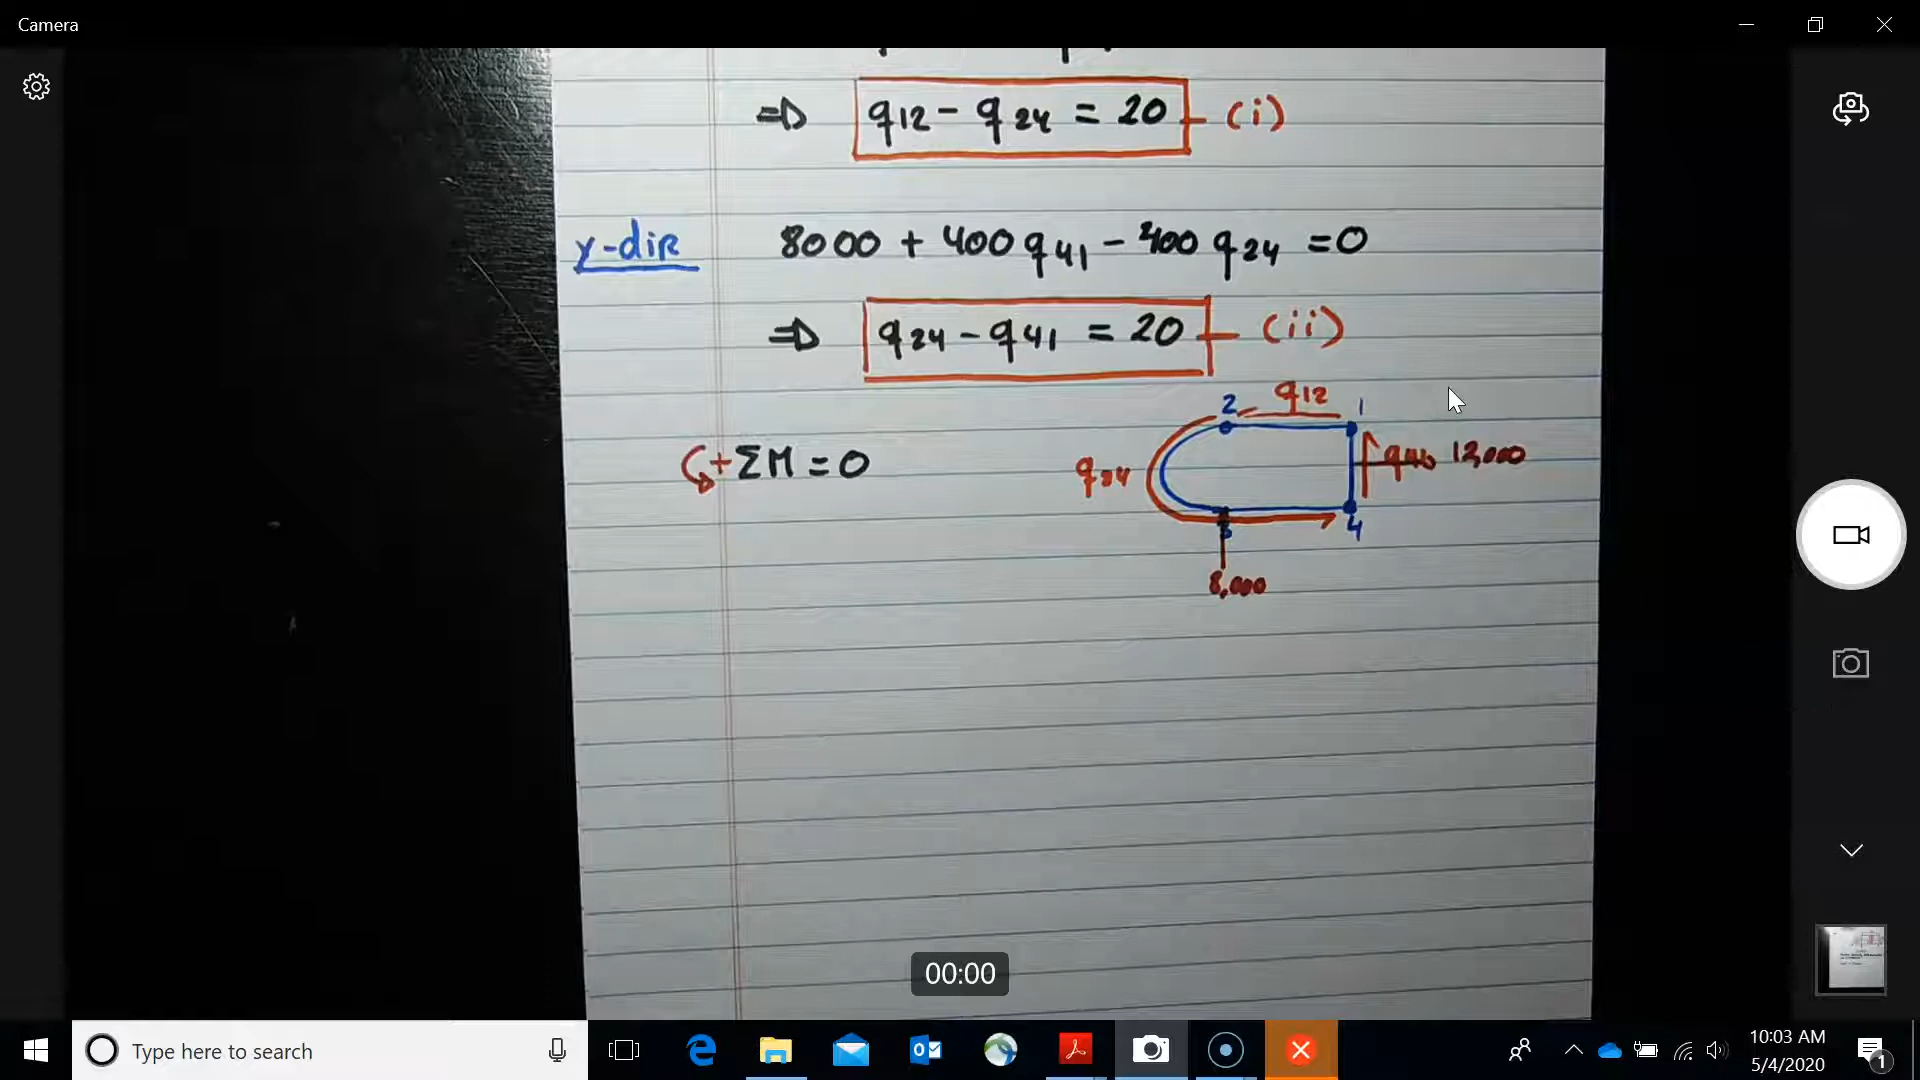 Camera
⇒ q12 - q24 = 20 (i)
y-dir 8000 + 400 q41 - 400 q24 = 0
⇒ q24 - q41 = 20 (ii)
+ ΣM = 0
q12
2 1
q24
12,000
4
8,000
00:00
Type here to search
10:03 AM
5/4/2020
1